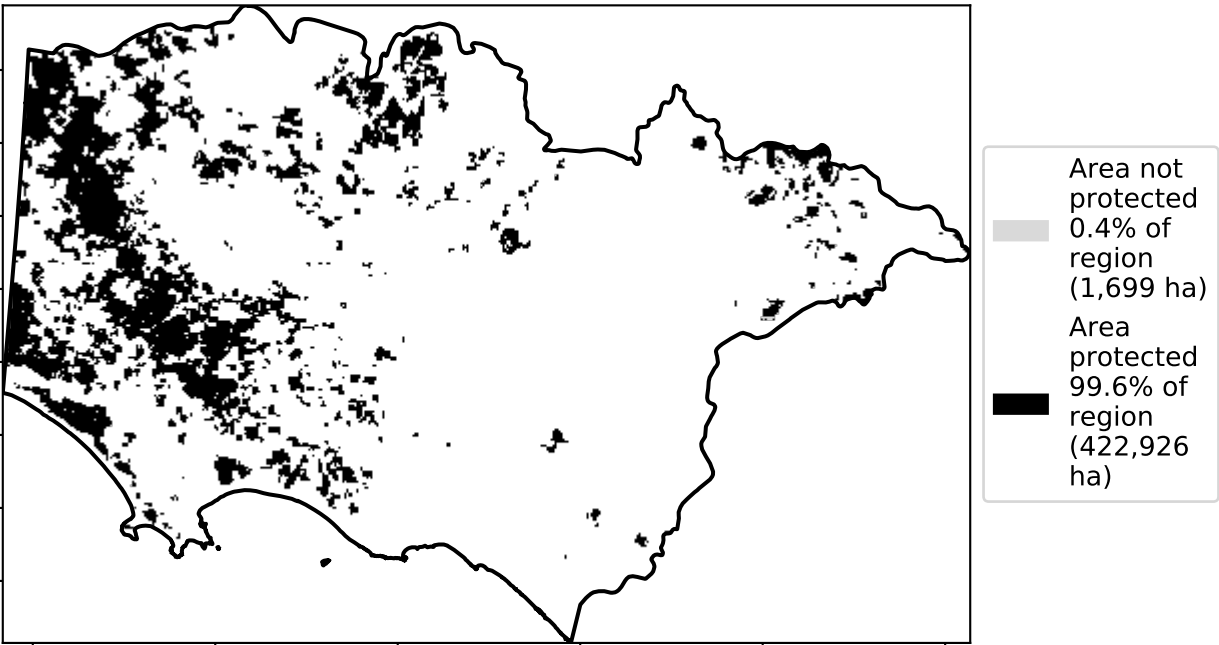 Area not
protected
0.4% of
region
(1,699 ha)
Area
protected
99.6% of
region
(422,926
ha)